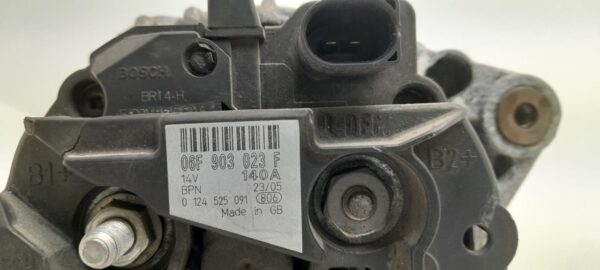 BOSCH
BR14-H
B1+
B2+
06F 903 023 F
14V 140A
BPN 23/05
0 124 525 091 806
Made in GB